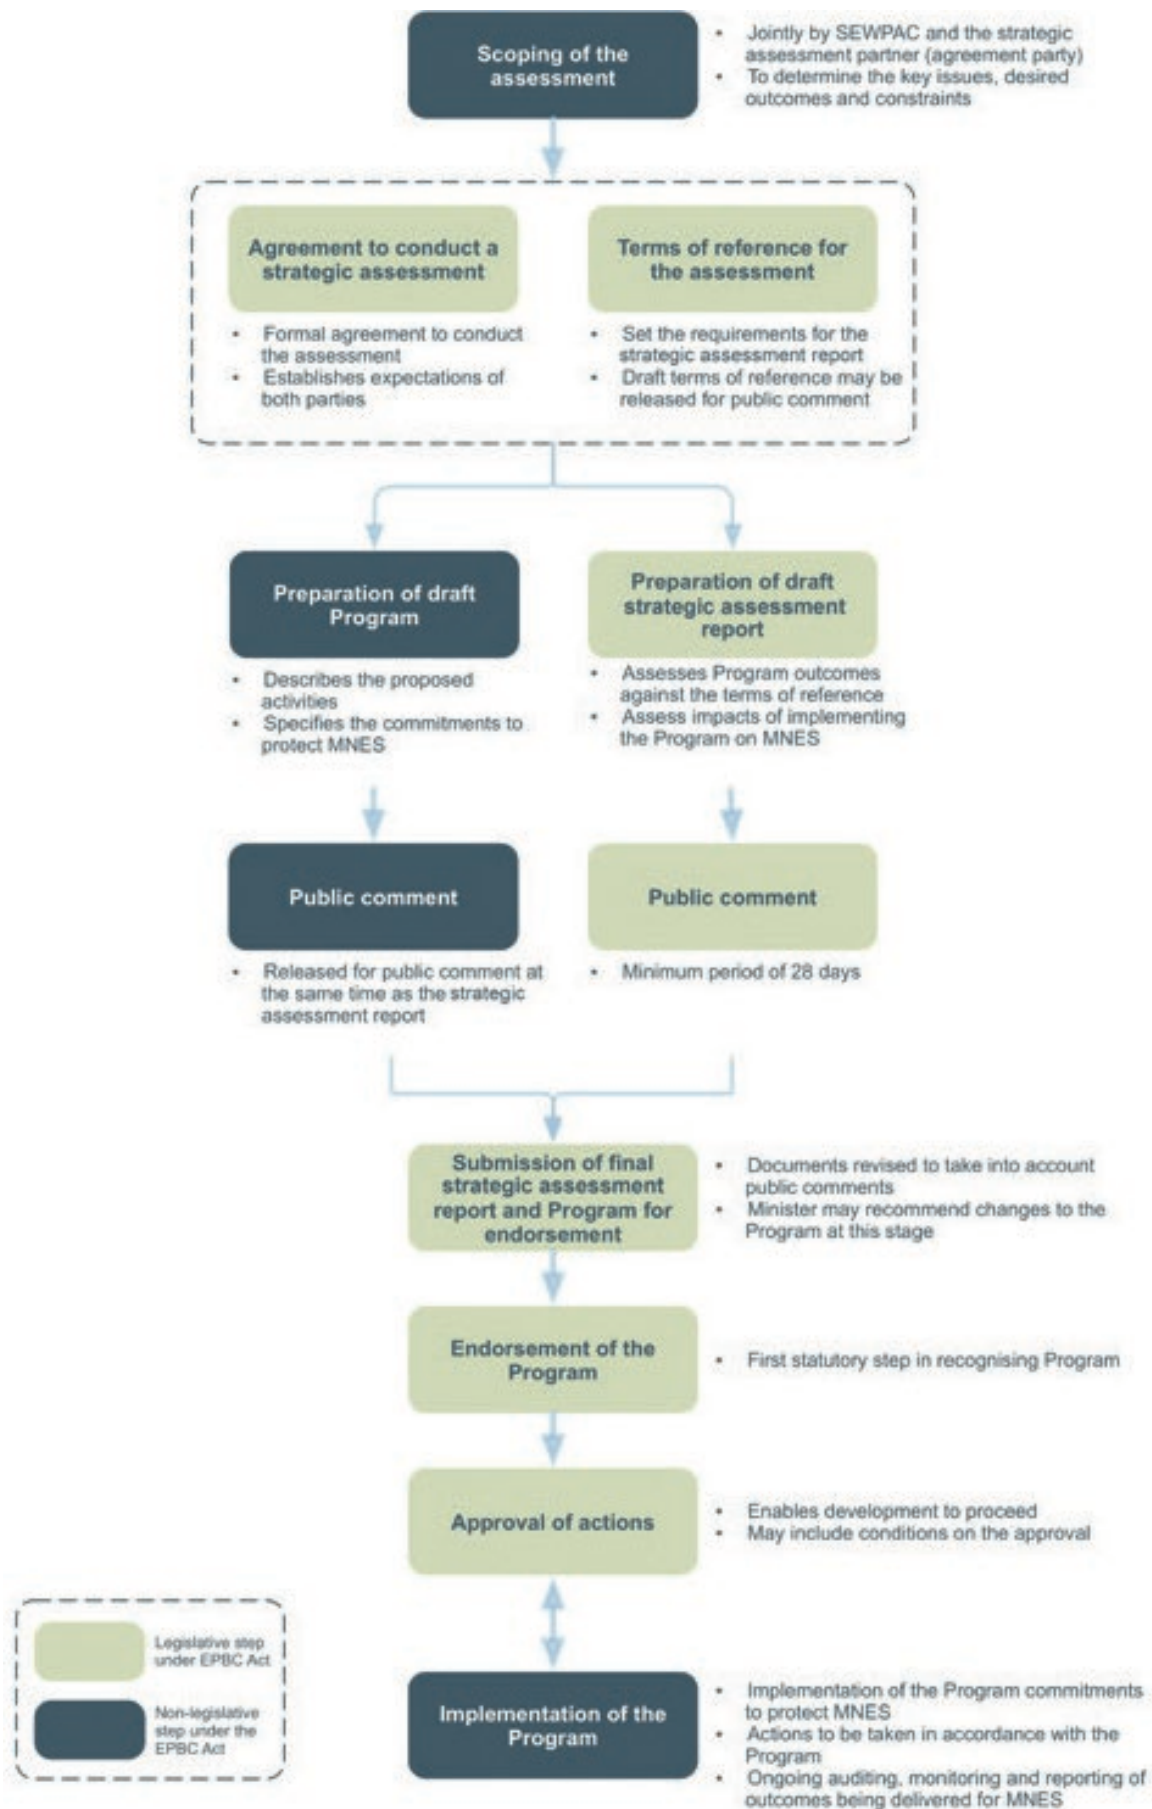 Scoping of the
assessment
• Jointly by SEWPAC and the strategic
assessment partner (agreement party)
• To determine the key issues, desired
outcomes and constraints
Agreement to conduct a
strategic assessment
• Formal agreement to conduct
the assessment
• Establishes expectations of
both parties
Terms of reference for
the assessment
• Set the requirements for the
strategic assessment report
• Draft terms of reference may be
released for public comment
Preparation of draft
Program
• Describes the proposed
activities
• Specifies the commitments to
protect MNES
Preparation of draft
strategic assessment
report
• Assesses Program outcomes
against the terms of reference
• Assess impacts of implementing
the Program on MNES
Public comment
• Released for public comment at
the same time as the strategic
assessment report
Public comment
• Minimum period of 28 days
Submission of final
strategic assessment
report and Program for
endorsement
• Documents revised to take into account
public comments
• Minister may recommend changes to the
Program at this stage
Endorsement of the
Program
• First statutory step in recognising Program
Approval of actions
• Enables development to proceed
• May include conditions on the approval
Implementation of the
Program
• Implementation of the Program commitments
to protect MNES
• Actions to be taken in accordance with the
Program
• Ongoing auditing, monitoring and reporting of
outcomes being delivered for MNES
Legislative step
under EPBC Act
Non-legislative
step under the
EPBC Act